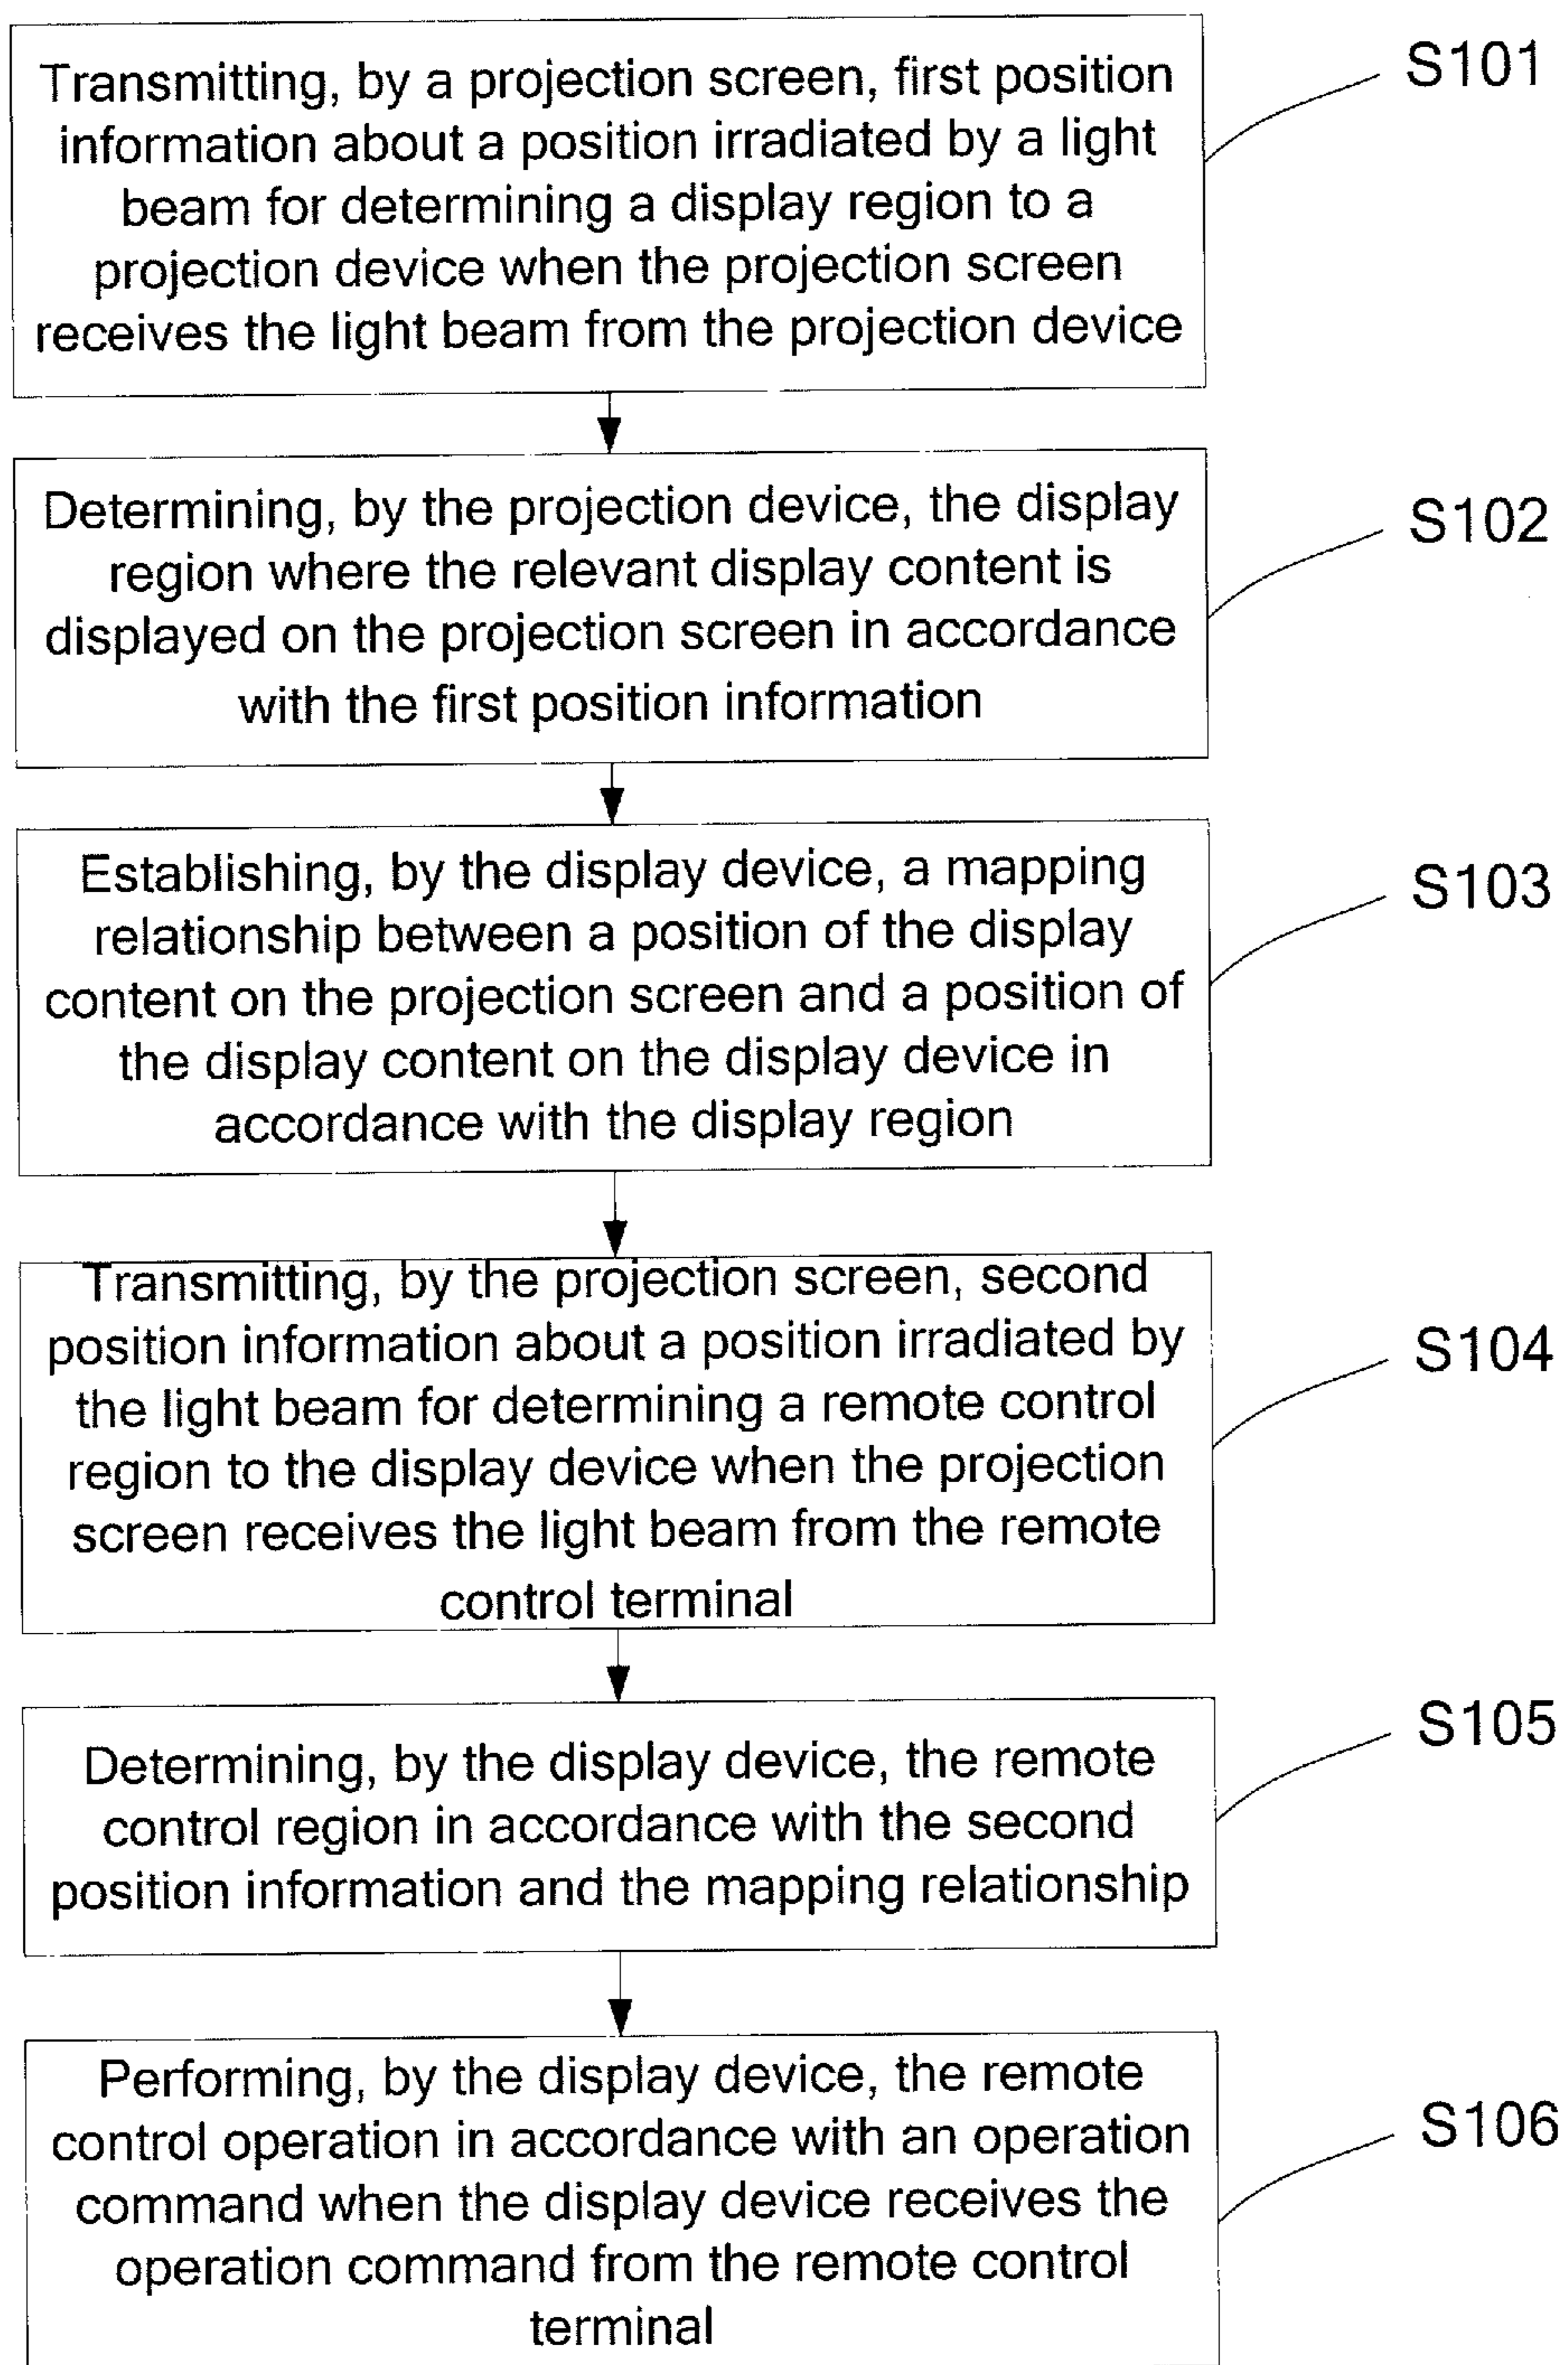 Transmitting, by a projection screen, first position
information about a position irradiated by a light
beam for determining a display region to a
projection device when the projection screen
receives the light beam from the projection device
S101
Determining, by the projection device, the display
region where the relevant display content is
displayed on the projection screen in accordance
with the first position information
S102
Establishing, by the display device, a mapping
relationship between a position of the display
content on the projection screen and a position of
the display content on the display device in
accordance with the display region
S103
Transmitting, by the projection screen, second
position information about a position irradiated by
the light beam for determining a remote control
region to the display device when the projection
screen receives the light beam from the remote
control terminal
S104
Determining, by the display device, the remote
control region in accordance with the second
position information and the mapping relationship
S105
Performing, by the display device, the remote
control operation in accordance with an operation
command when the display device receives the
operation command from the remote control
terminal
S106